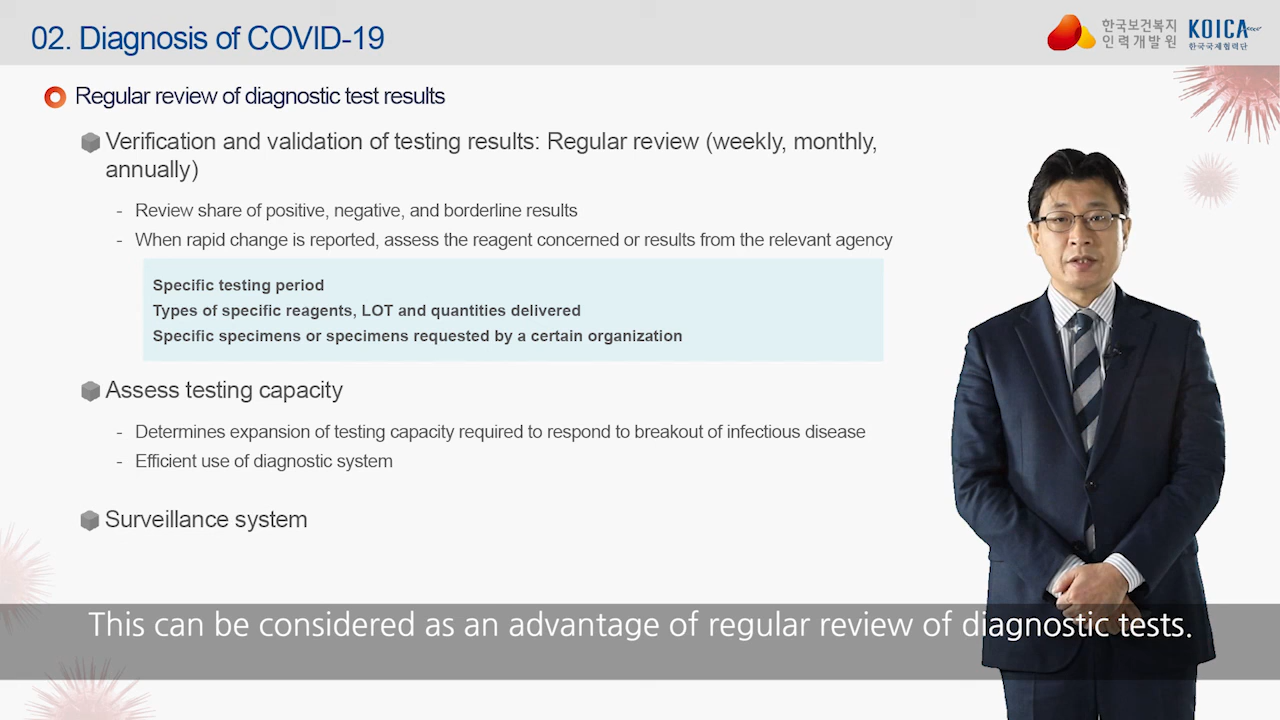 02. Diagnosis of COVID-19
한국보건복지
인력개발원
KOICA
한국국제협력단
Regular review of diagnostic test results
Verification and validation of testing results: Regular review (weekly, monthly,
annually)
- Review share of positive, negative, and borderline results
- When rapid change is reported, assess the reagent concerned or results from the relevant agency
Specific testing period
Types of specific reagents, LOT and quantities delivered
Specific specimens or specimens requested by a certain organization
Assess testing capacity
- Determines expansion of testing capacity required to respond to breakout of infectious disease
- Efficient use of diagnostic system
Surveillance system
This can be considered as an advantage of regular review of diagnostic tests.